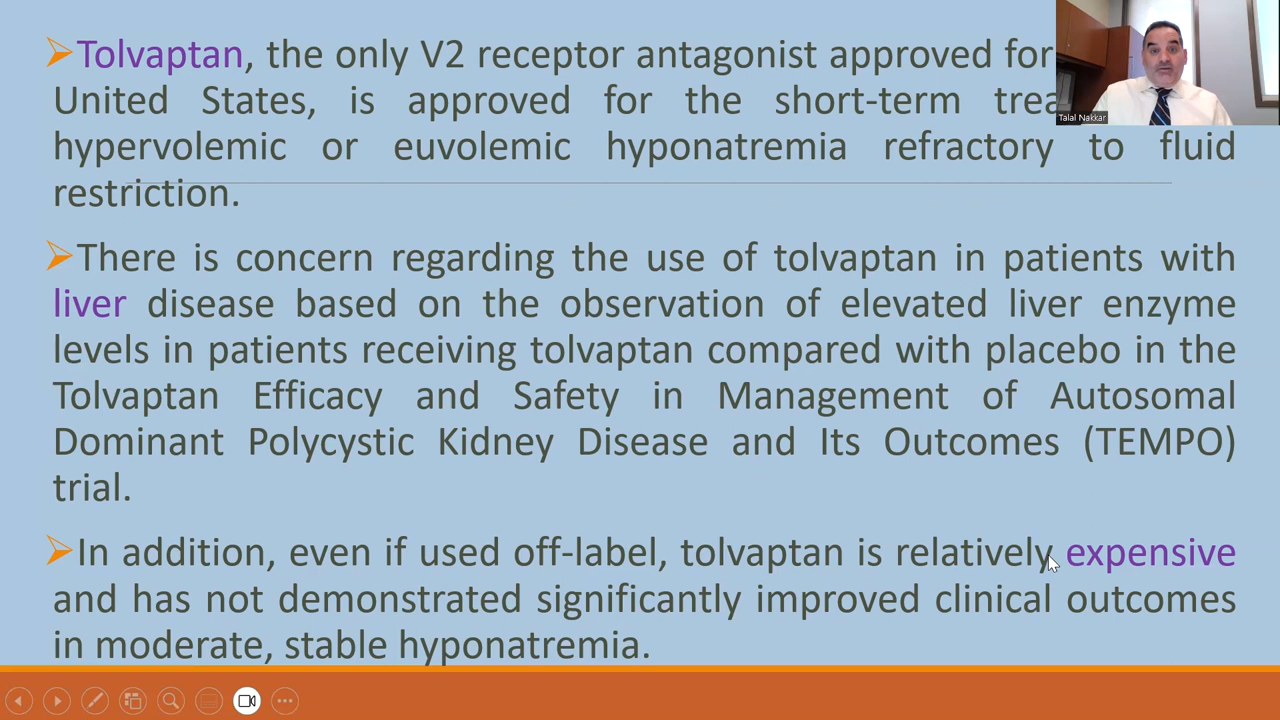 ➢Tolvaptan, the only V2 receptor antagonist approved for
United States, is approved for the short-term trea
hypervolemic or euvolemic hyponatremia refractory to fluid
restriction.
➢There is concern regarding the use of tolvaptan in patients with
liver disease based on the observation of elevated liver enzyme
levels in patients receiving tolvaptan compared with placebo in the
Tolvaptan Efficacy and Safety in Management of Autosomal
Dominant Polycystic Kidney Disease and Its Outcomes (TEMPO)
trial.
➢In addition, even if used off-label, tolvaptan is relatively expensive
and has not demonstrated significantly improved clinical outcomes
in moderate, stable hyponatremia.
Talal Nakkar